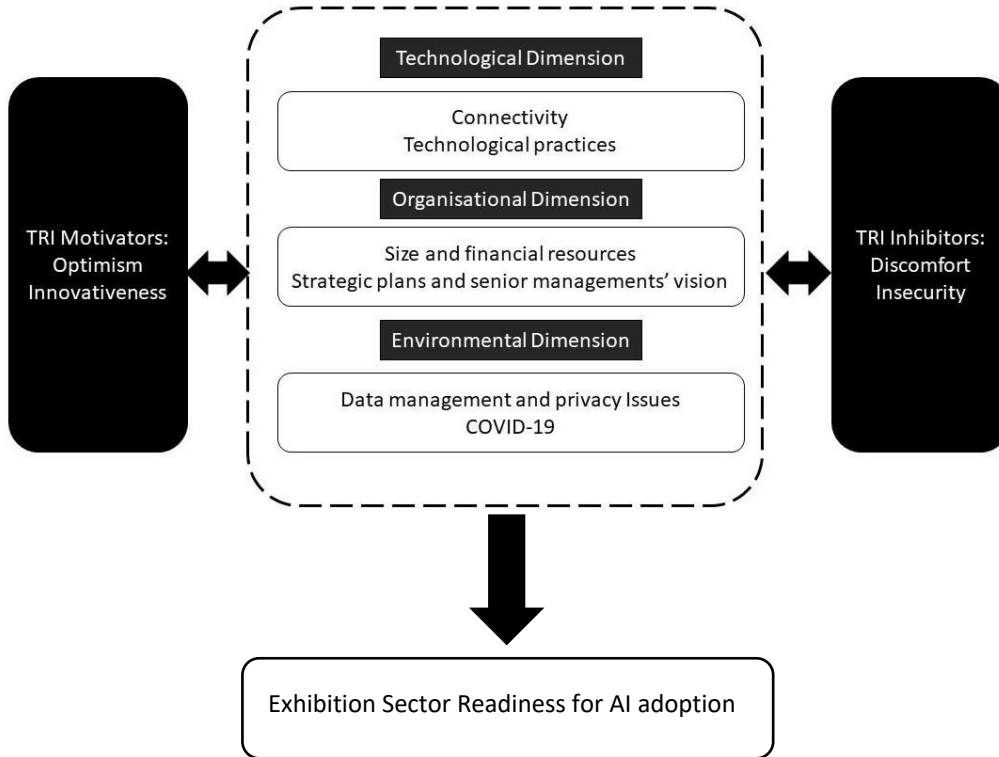 Technological Dimension
Connectivity
Technological practices
Organisational Dimension
TRI Motivators:
Optimism
Innovativeness
Size and financial resources
Strategic plans and senior managements’ vision
TRI Inhibitors:
Discomfort
Insecurity
Environmental Dimension
Data management and privacy Issues
COVID-19
Exhibition Sector Readiness for AI adoption